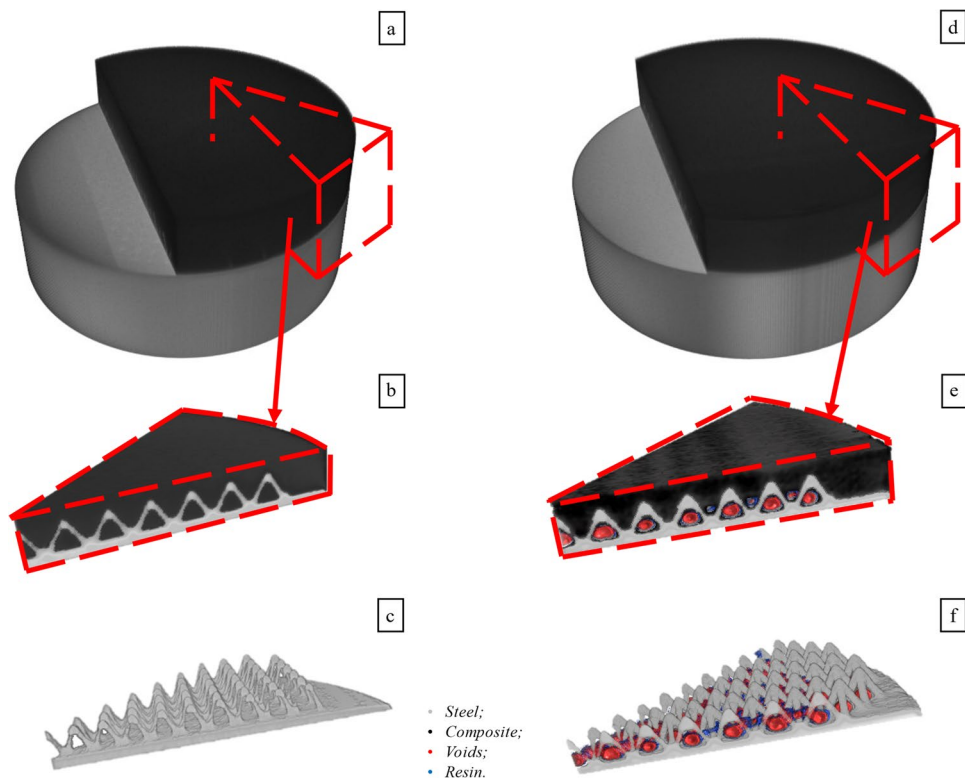 a
d
b
e
c
f
Steel;
Composite;
Voids;
Resin.